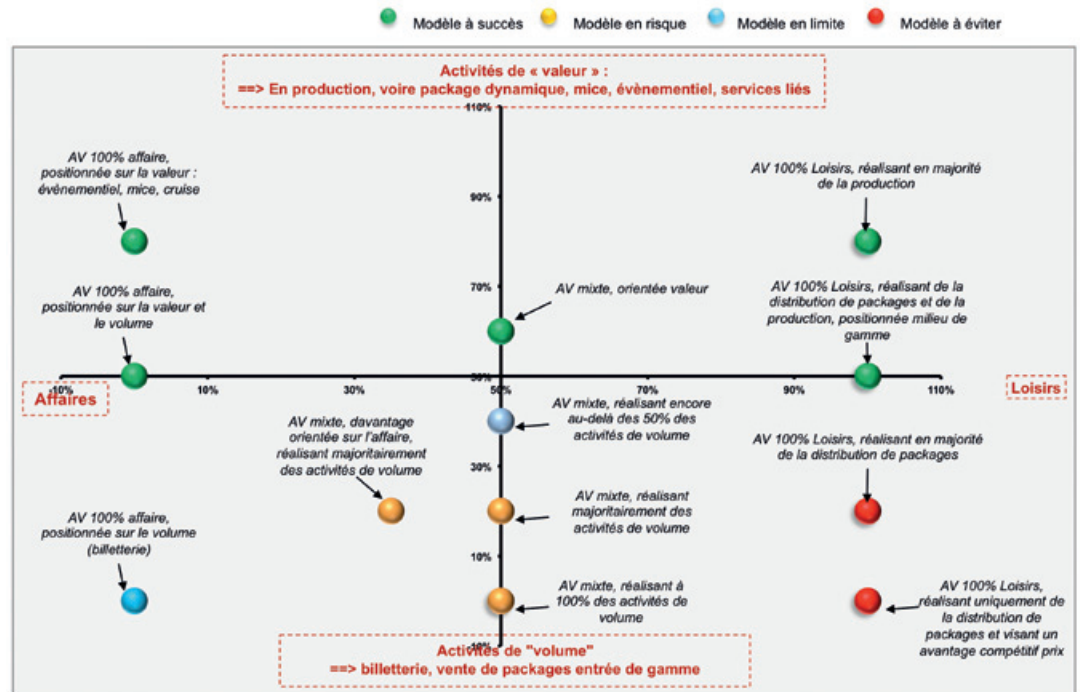 Modèle à succès
Modèle en risque
Modèle en limite
Modèle à éviter
Activités de « valeur » :
==> En production, voire package dynamique, mice, évènementiel, services liés
110%
AV 100% affaire,
positionnée sur la valeur :
évènementiel, mice, cruise
AV 100% Loisirs, réalisant en majorité
de la production
90%
AV 100% affaire,
positionnée sur la valeur et
le volume
70%
AV mixte, orientée valeur
AV 100% Loisirs, réalisant de la
distribution de packages et de la
production, positionnée milieu de
gamme
50%
-10%
10%
30%
50%
70%
90%
110%
Affaires
Loisirs
AV mixte, davantage
orientée sur l'affaire,
réalisant majoritairement
des activités de volume
AV mixte, réalisant encore
au-delà des 50% des
activités de volume
AV 100% Loisirs, réalisant en majorité
de la distribution de packages
30%
AV 100% affaire,
positionnée sur le volume
(billetterie)
AV mixte, réalisant
majoritairement des
activités de volume
10%
AV mixte, réalisant à
100% des activités de
volume
AV 100% Loisirs,
réalisant uniquement de
la distribution de
packages et visant un
avantage compétitif prix
-10%
Activités de "volume"
==> billetterie, vente de packages entrée de gamme